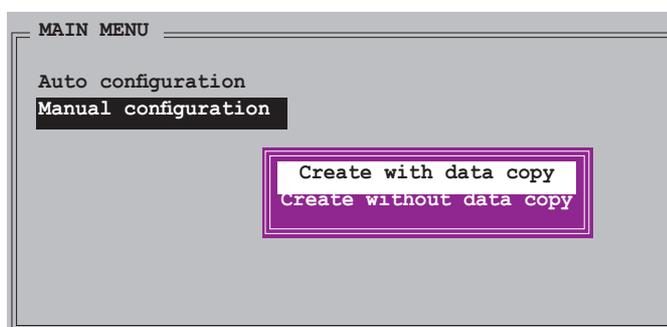 MAIN MENU
Auto configuration
Manual configuration
Create with data copy
Create without data copy